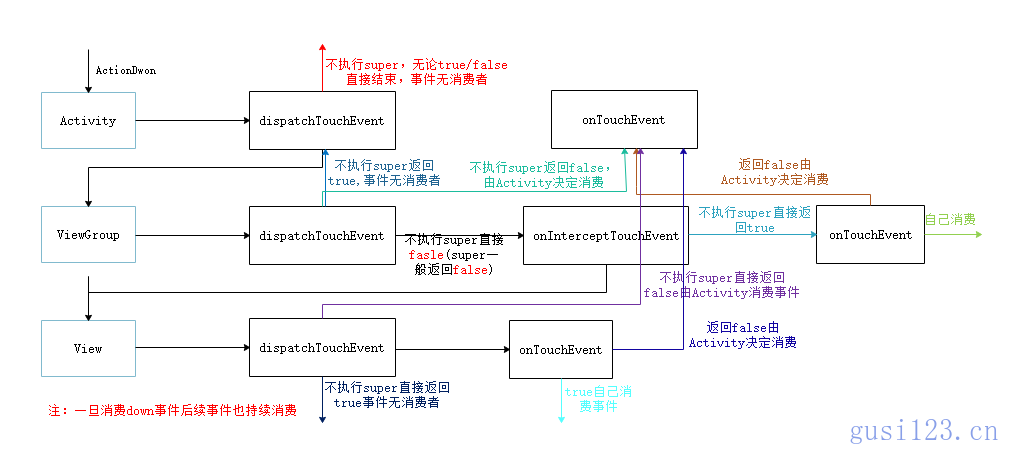 ActionDwon
不执行super，无论true/false
直接结束，事件无消费者
Activity
dispatchTouchEvent
onTouchEvent
不执行super返回
true,事件无消费者
不执行super返回false，
由Activity决定消费
返回false由
Activity决定消费
ViewGroup
dispatchTouchEvent
不执行super直接
fasle(super一
般返回false)
onInterceptTouchEvent
不执行super直接返
回true
onTouchEvent
自己消费
不执行super直接返回
false由Activity消费事件
View
dispatchTouchEvent
onTouchEvent
返回false由
Activity决定消费
不执行super直接返回
true事件无消费者
true自己消
费事件
注：一旦消费down事件后续事件也持续消费
gusi123.cn